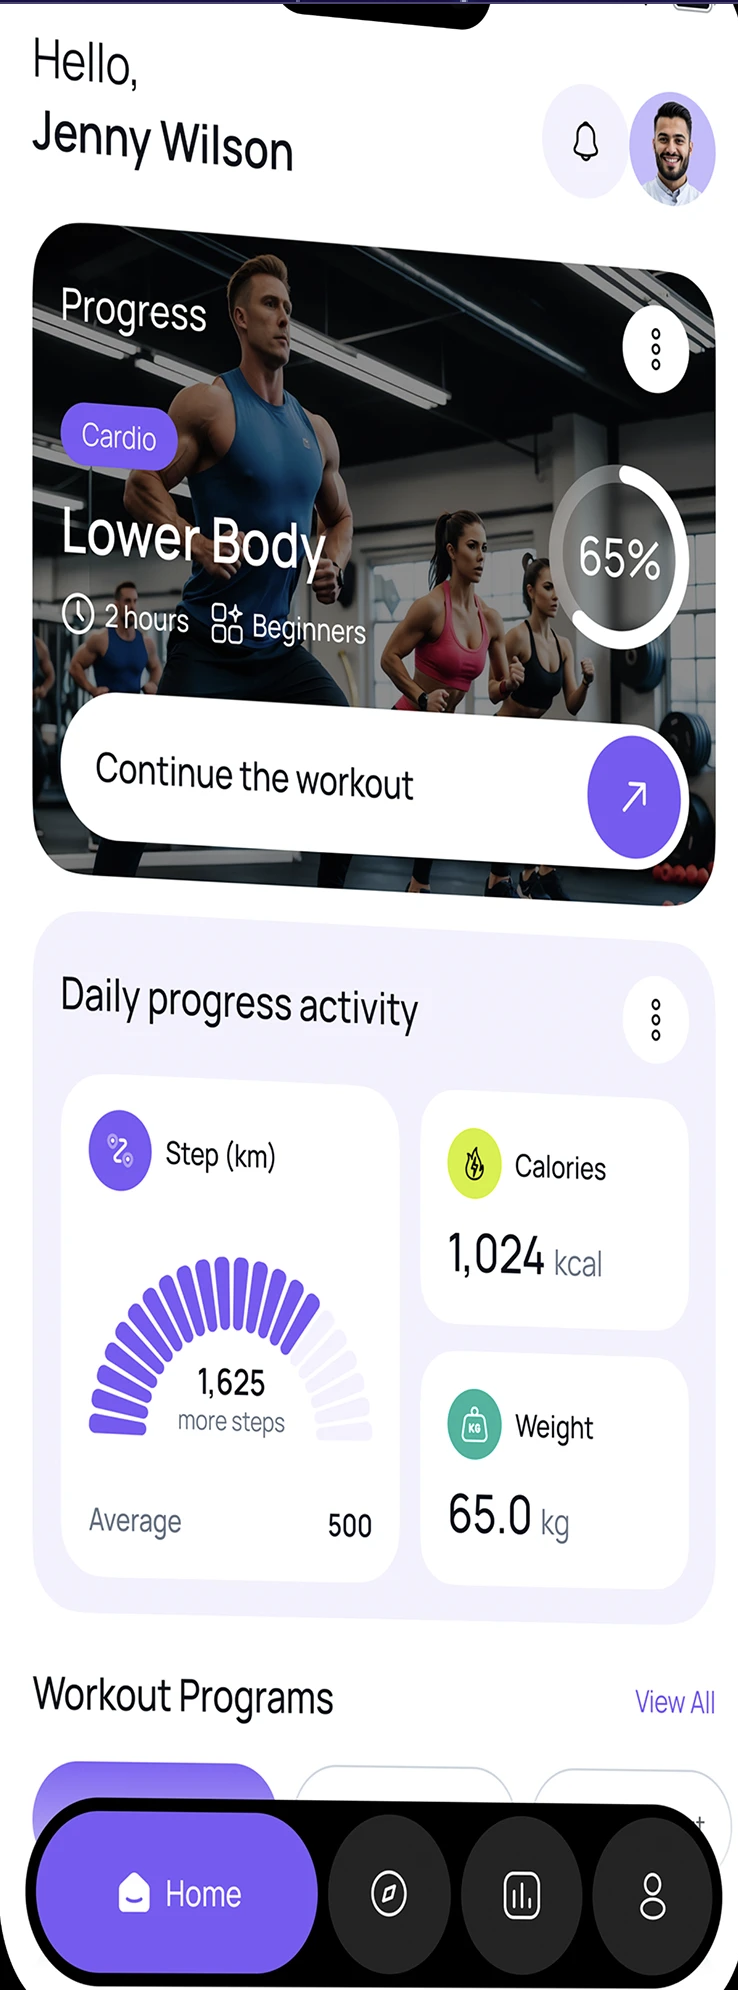 Hello,
Jenny Wilson
Progress
Cardio
Lower Body
65%
2 hours
Beginners
Continue the workout
Daily progress activity
Step (km)
1,625
more steps
Average
500
Calories
1,024 kcal
KG
Weight
65.0 kg
Workout Programs
View All
Home